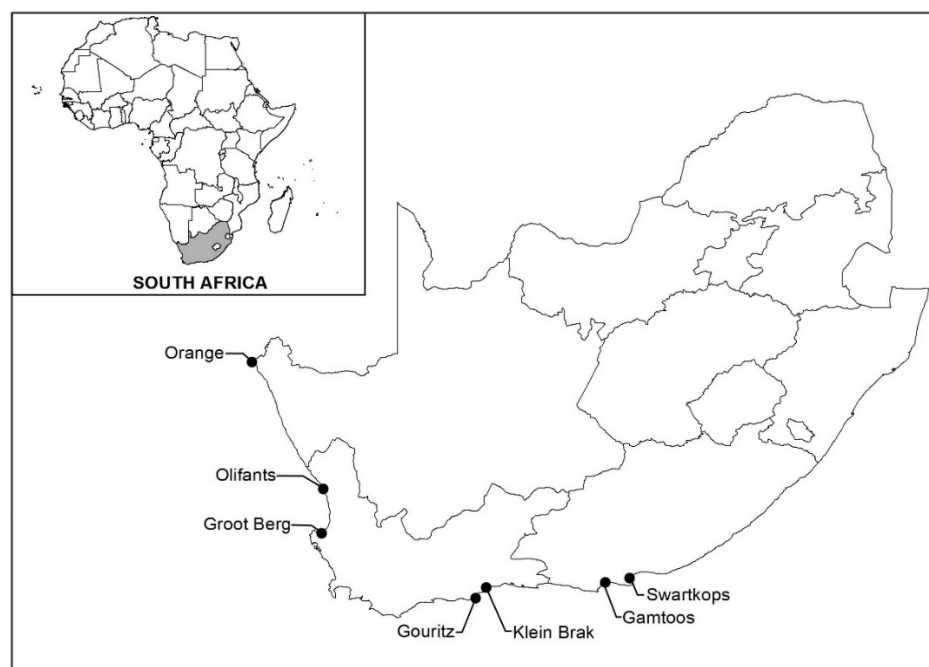 SOUTH AFRICA
Orange
Olifants
Groot Berg
Swartkops
Gouritz
Klein Brak
Gamtoos